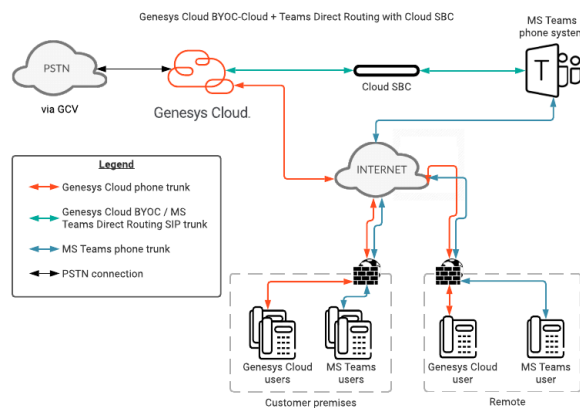 Genesys Cloud BYOC-Cloud + Teams Direct Routing with Cloud SBC
MS Teams
phone system
PSTN
via GCV
Genesys Cloud.
Cloud SBC
T
INTERNET
Legend
Genesys Cloud phone trunk
Genesys Cloud BYOC / MS
Teams Direct Routing SIP trunk
MS Teams phone trunk
PSTN connection
Genesys Cloud
users
MS Teams
users
Genesys Cloud
user
MS Teams
user
Customer premises
Remote